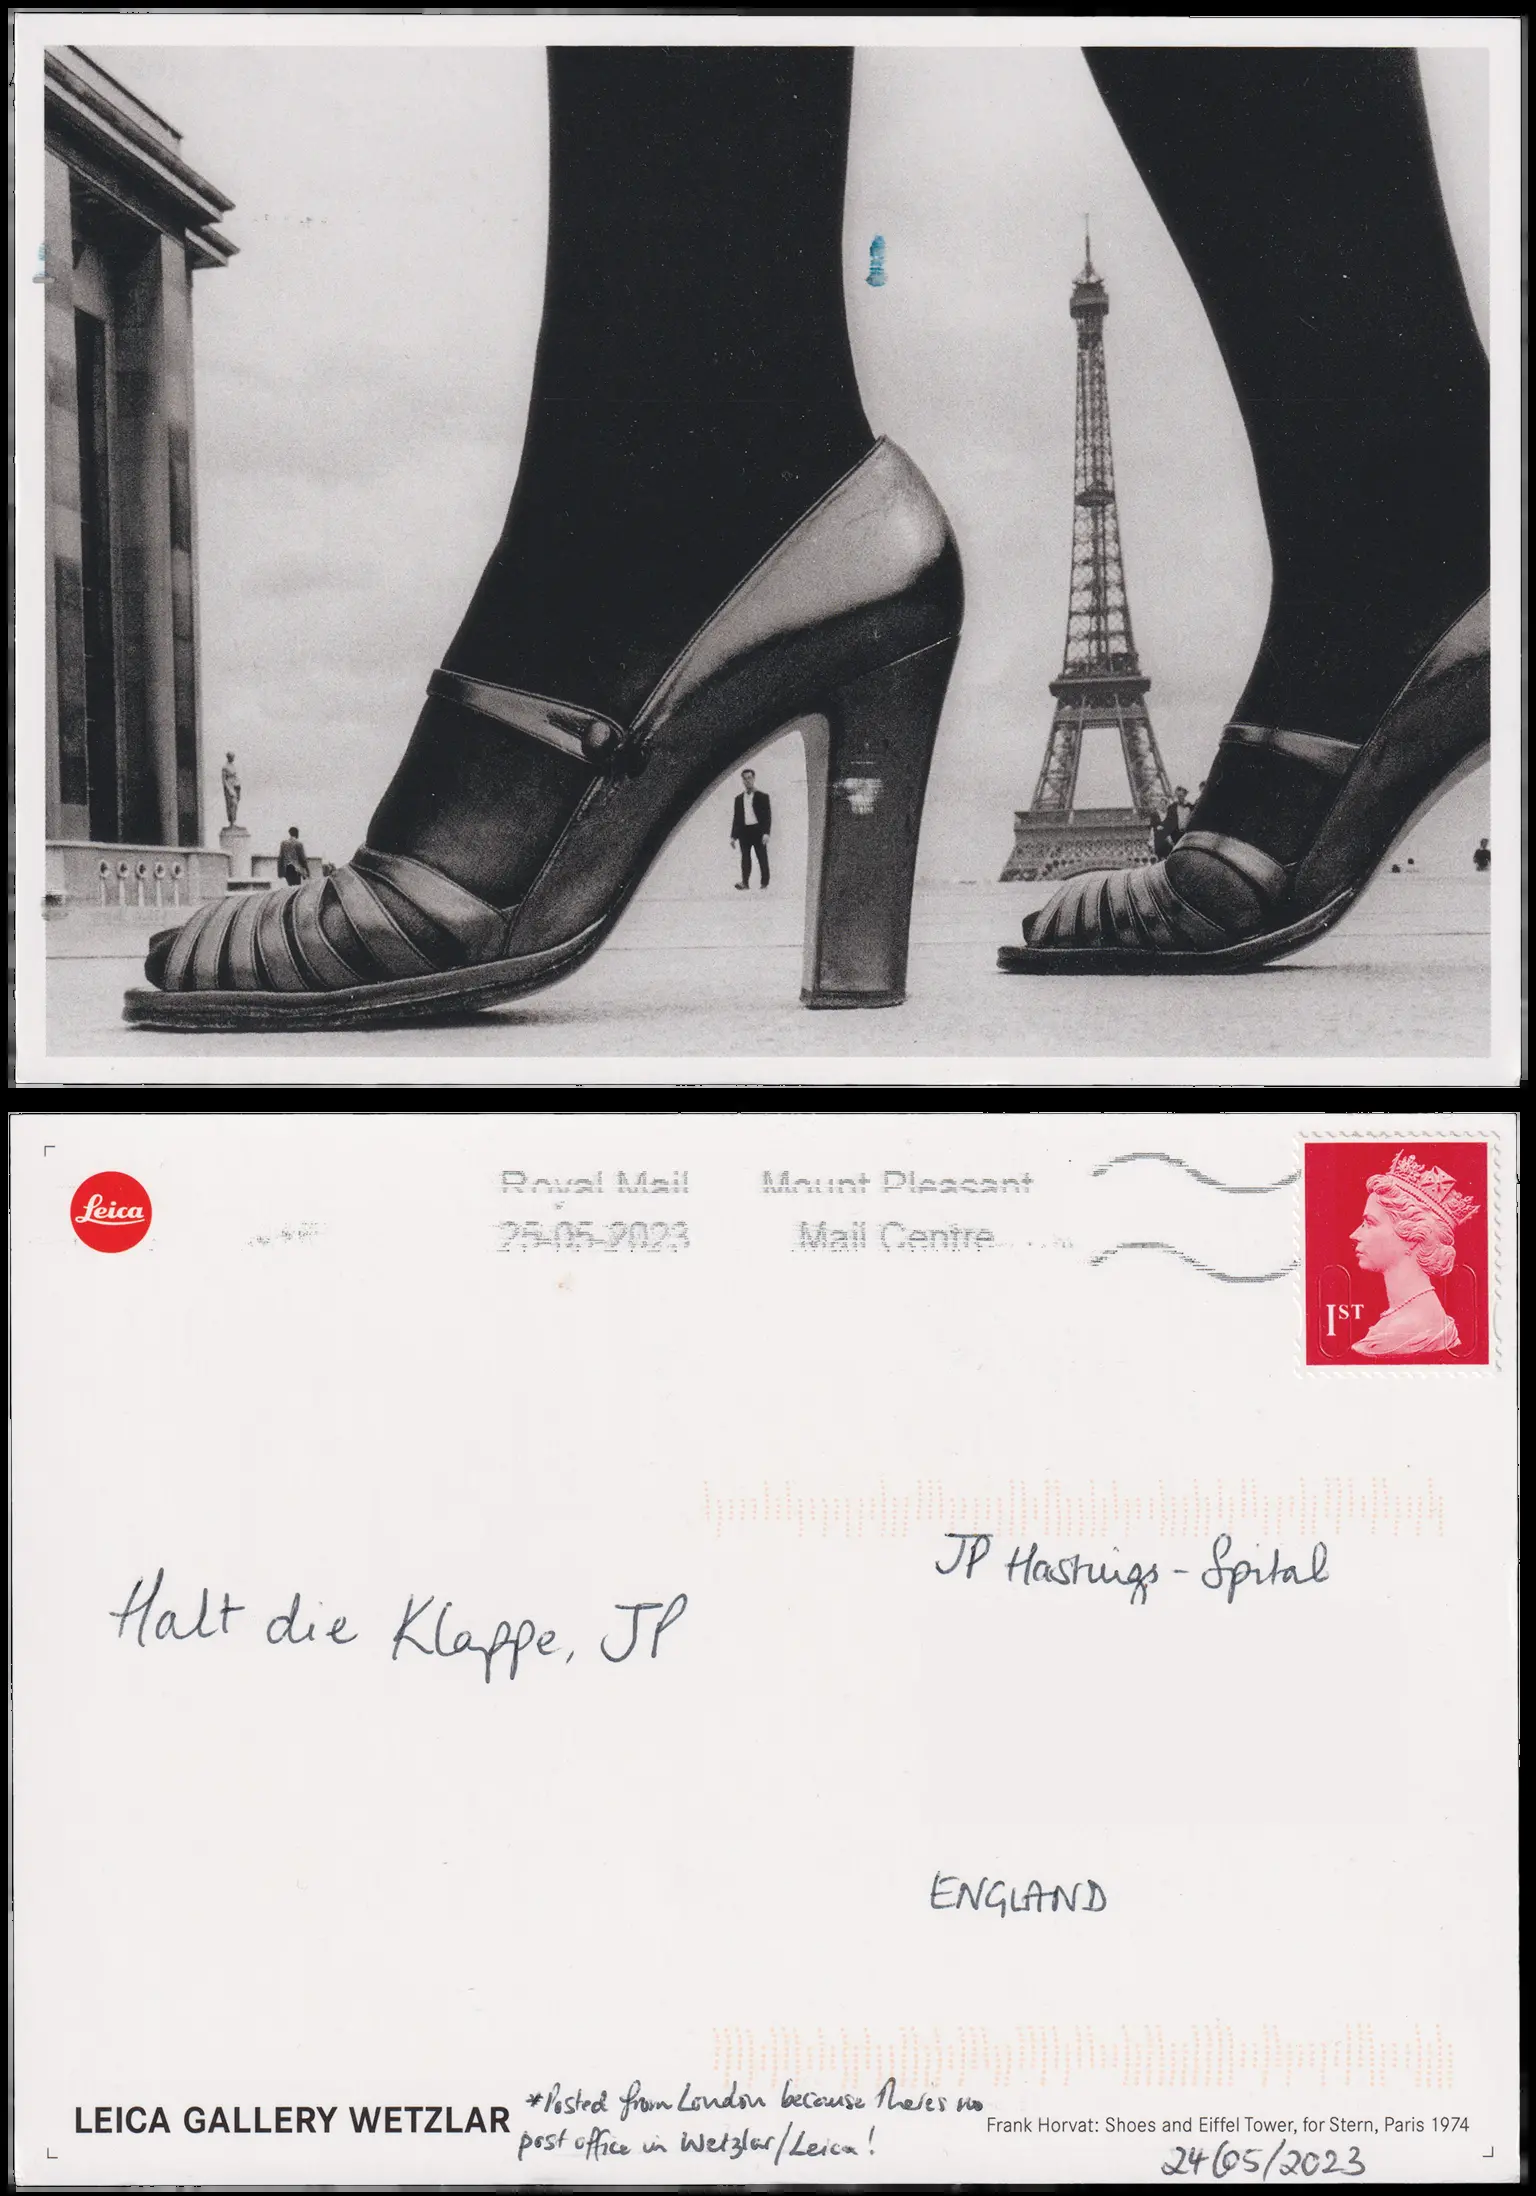 Leica
Royal Mail Mount Pleasant
25-05-2023 Mail Centre
1ST
JP Hastings-Spital
Halt die Klappe, JP
ENGLAND
*Posted from London because there's no
post office in Wetzlar/Leica!
LEICA GALLERY WETZLAR
Frank Horvat: Shoes and Eiffel Tower, for Stern, Paris 1974
24/05/2023